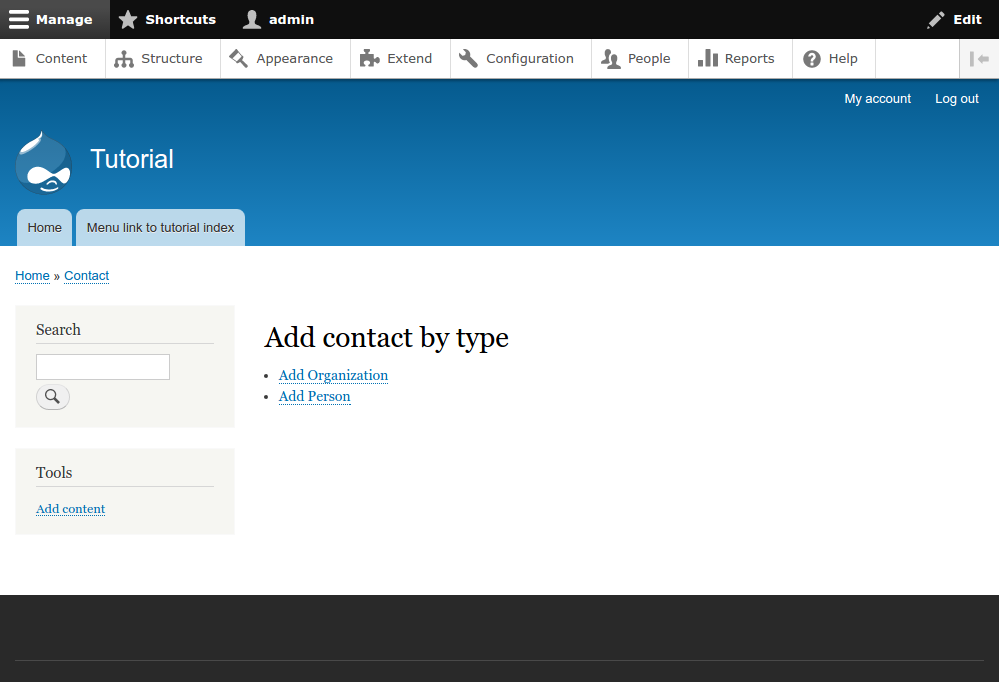 Manage Shortcuts admin Edit
Content Structure Appearance Extend Configuration People Reports Help
My account Log out
Tutorial
Home Menu link to tutorial index
Home » Contact
Search
Tools
Add content
Add contact by type
Add Organization
Add Person